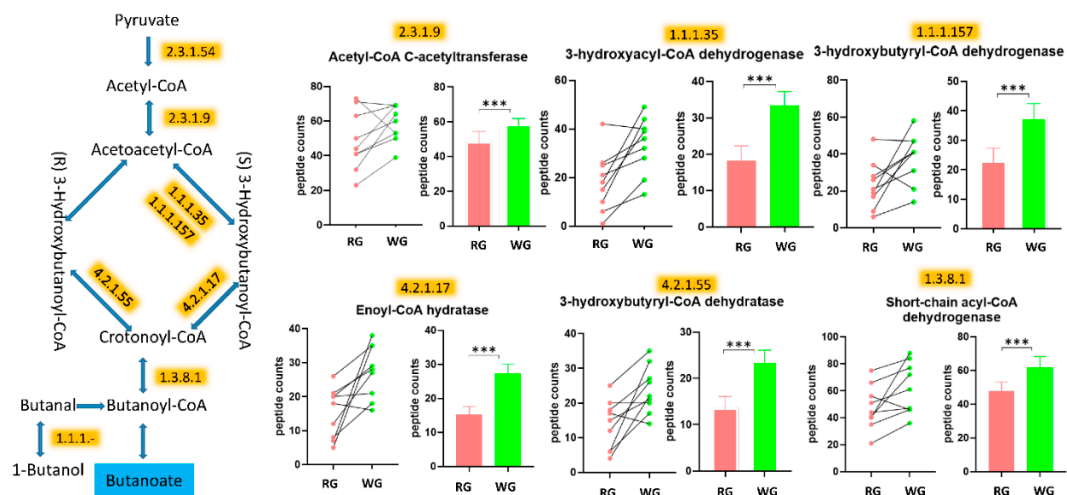 Pyruvate
2.3.1.54
Acetyl-CoA
2.3.1.9
Acetoacetyl-CoA
(R) 3-Hydroxybutanoyl-CoA
1.1.1.35
1.1.1.157
(S) 3-Hydroxybutanoyl-CoA
4.2.1.55
4.2.1.17
Crotonoyl-CoA
1.3.8.1
Butanal
Butanoyl-CoA
1.1.1.-
1-Butanol
Butanoate
2.3.1.9
Acetyl-CoA C-acetyltransferase
peptide counts
80
60
40
20
0
RG WG
peptide counts
80
60
40
20
0
***
RG WG
1.1.1.35
3-hydroxyacyl-CoA dehydrogenase
peptide counts
60
40
20
0
RG WG
peptide counts
40
30
20
10
0
***
RG WG
1.1.1.157
3-hydroxybutyryl-CoA dehydrogenase
peptide counts
80
60
40
20
0
RG WG
peptide counts
60
40
20
0
***
RG WG
4.2.1.17
Enoyl-CoA hydratase
peptide counts
40
30
20
10
0
RG WG
peptide counts
40
30
20
10
0
***
RG WG
4.2.1.55
3-hydroxybutyryl-CoA dehydratase
peptide counts
40
30
20
10
0
RG WG
peptide counts
30
20
10
0
***
RG WG
1.3.8.1
Short-chain acyl-CoA
dehydrogenase
peptide counts
100
80
60
40
20
0
RG WG
peptide counts
80
60
40
20
0
***
RG WG